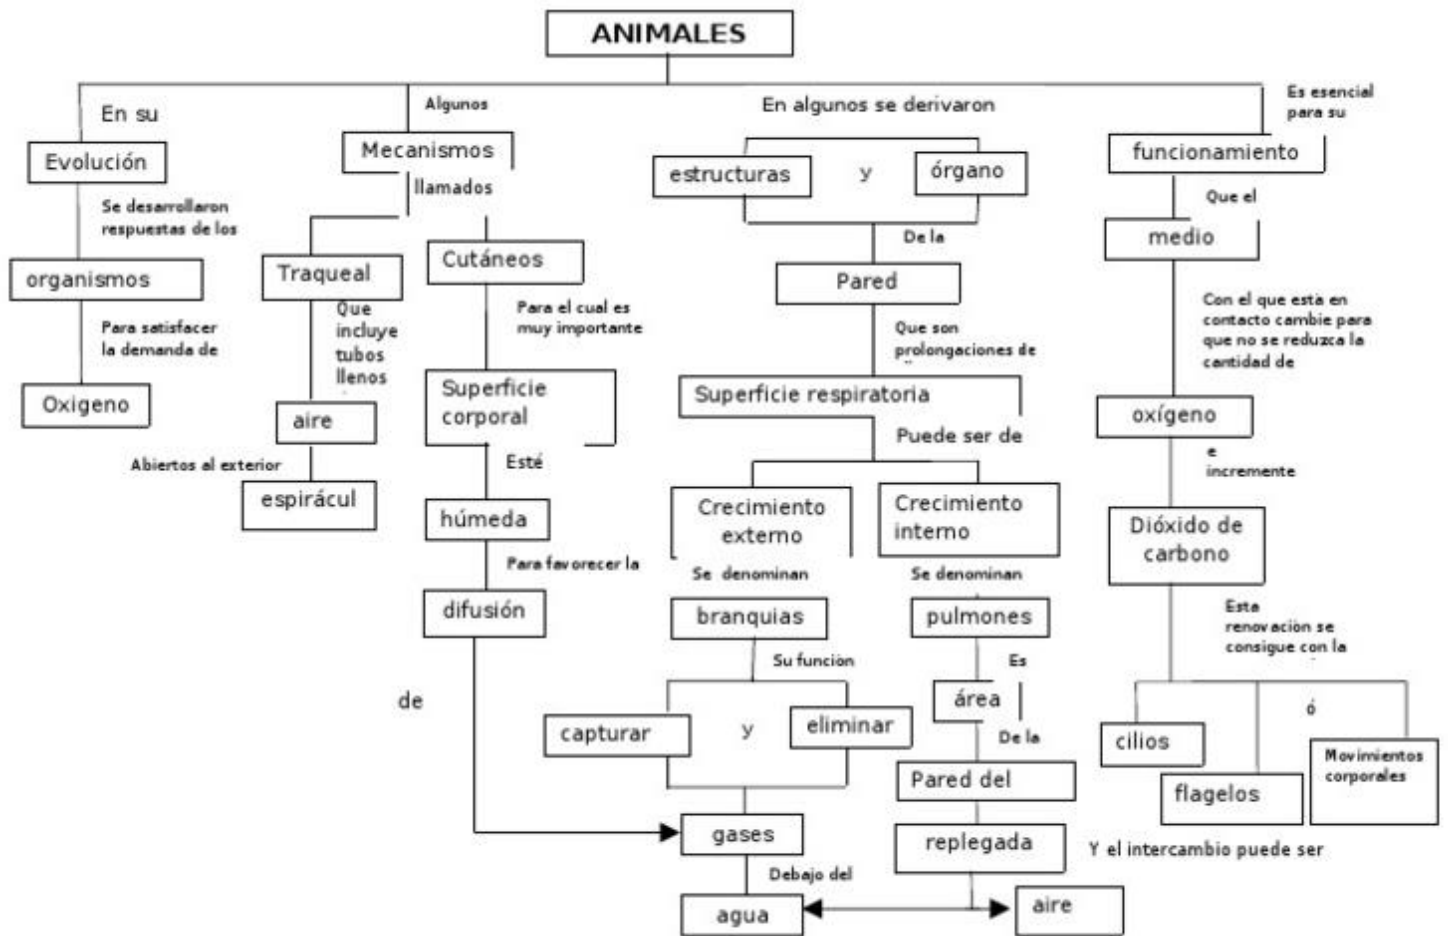 ANIMALES
En su
Evolución
Se desarrollaron
respuestas de los
organismos
Para satisfacer
la demanda de
Oxigeno
Algunos
Mecanismos
llamados
Traqueal
Que
incluye
tubos
llenos
aire
Abiertos al exterior
espirácul
Cutáneos
Para el cual es
muy importante
Superficie
corporal
Esté
húmeda
Para favorecer la
difusión
de
En algunos se derivaron
estructuras
y
órgano
De la
Pared
Que son
prolongaciones de
Superficie respiratoria
Puede ser de
Crecimiento
externo
Se denominan
branquias
Su función
capturar
y
eliminar
gases
Debajo del
agua
Crecimiento
interno
Se denominan
pulmones
Es
área
De la
Pared del
replegada
Y el intercambio puede ser
aire
Es esencial
para su
funcionamiento
Que el
medio
Con el que està en
contacto cambie para
que no se reduzca la
cantidad de
oxígeno
e
incremente
Dióxido de
carbono
Esta
renovación se
consigue con la
cilios
flagelos
ó
Movimientos
corporales